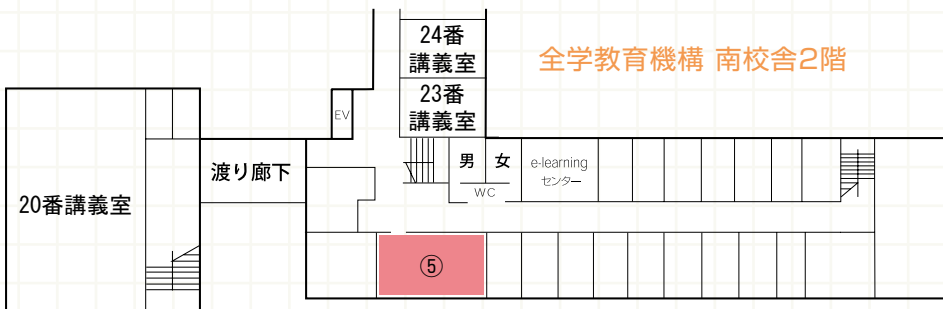 全学教育機構 南校舎2階
24番
講義室
23番
講義室
EV
渡り廊下
男 女
WC
e-learning
センター
20番講義室
⑤